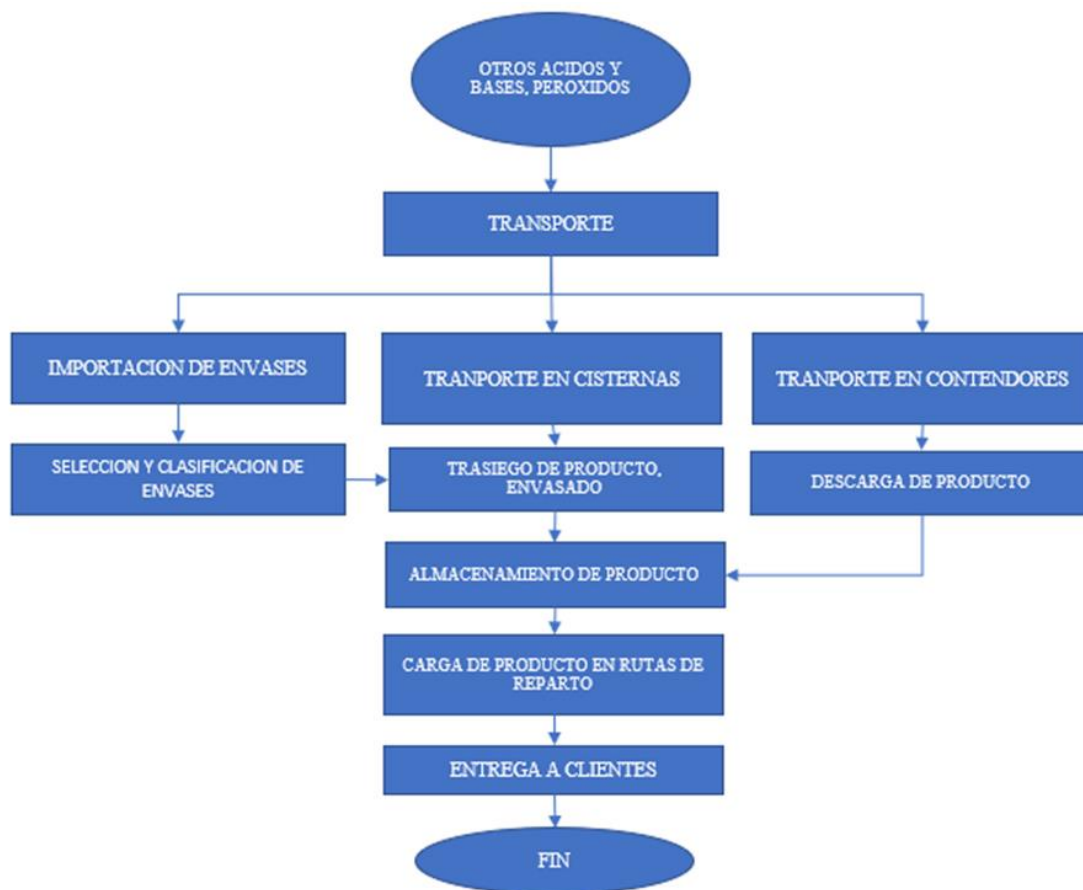 OTROS ACIDOS Y
BASES, PEROXIDOS
TRANSPORTE
IMPORTACION DE ENVASES
TRANPORTE EN CISTERNAS
TRANPORTE EN CONTENDORES
SELECCION Y CLASIFICACION DE
ENVASES
TRASIEGO DE PRODUCTO,
ENVASADO
DESCARGA DE PRODUCTO
ALMACENAMIENTO DE PRODUCTO
CARGA DE PRODUCTO EN RUTAS DE
REPARTO
ENTREGA A CLIENTES
FIN